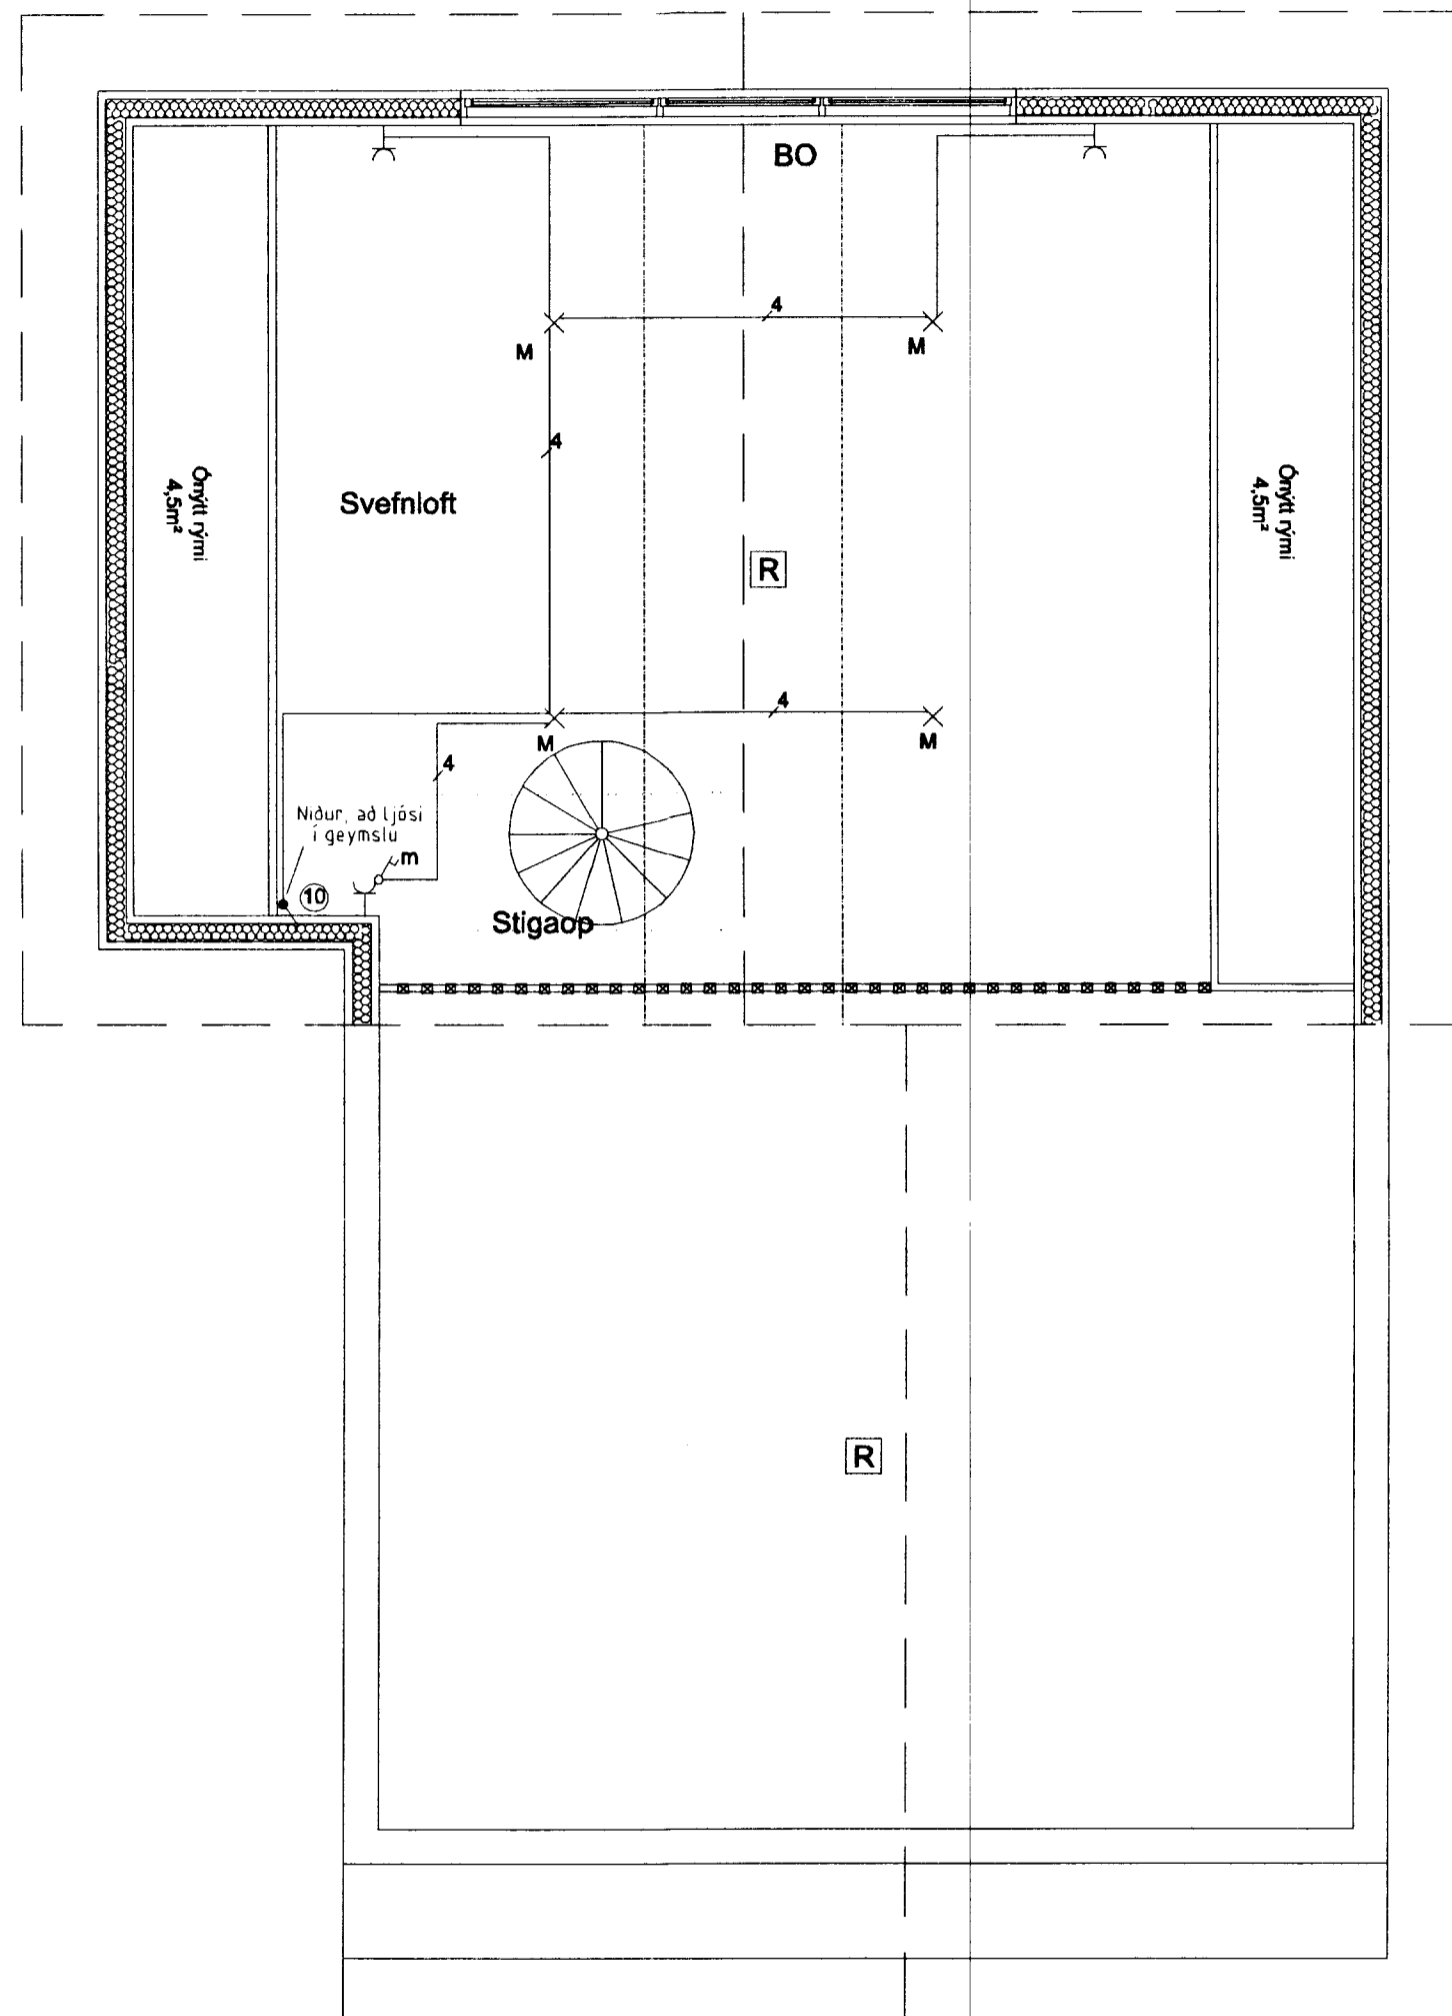 BO
4
M
M
4
Ónýtt rými
4,5m²
Svefnloft
Ónýtt rými
4,5m²
R
4
M
M
4
Niður, að ljósi
í geymslu
m
10
Stigaop
R